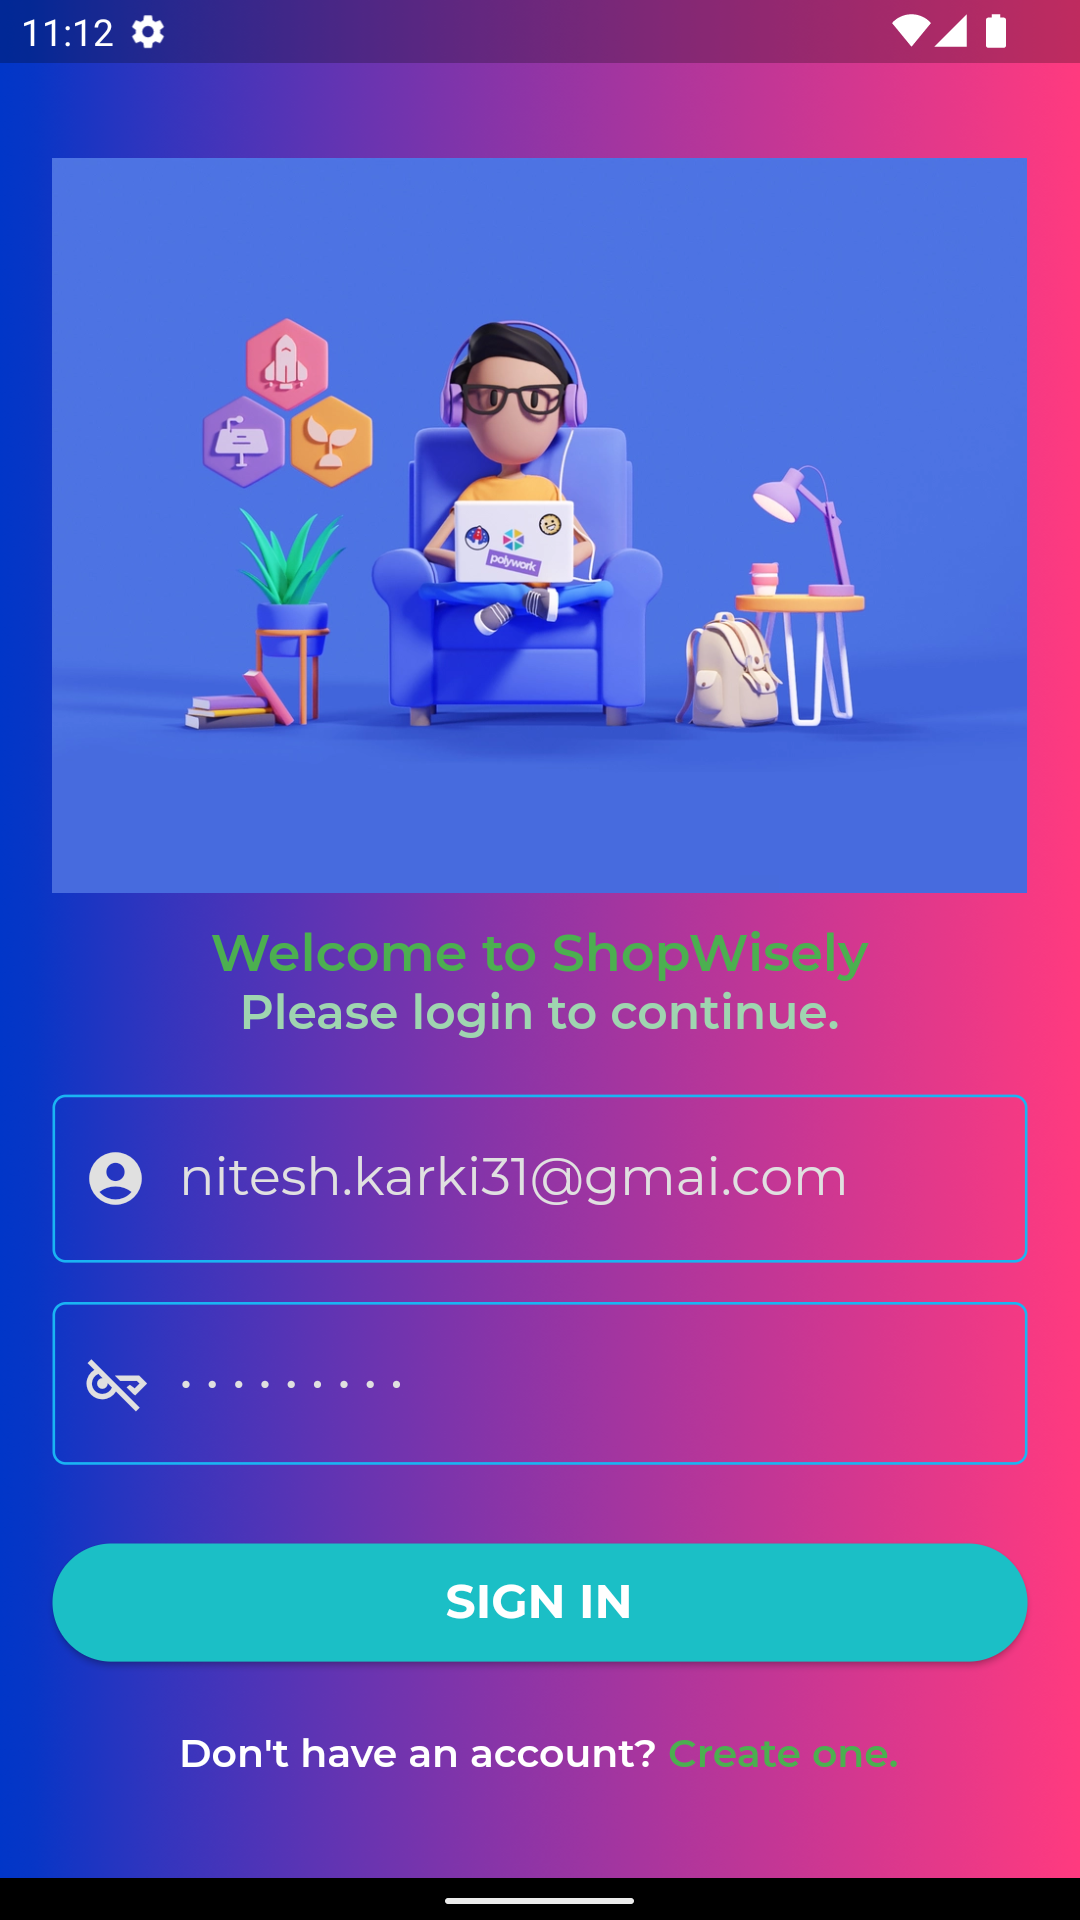 11:12
polywork
Welcome to ShopWisely
Please login to continue.
nitesh.karki31@gmai.com
•••••••••
SIGN IN
Don't have an account? Create one.